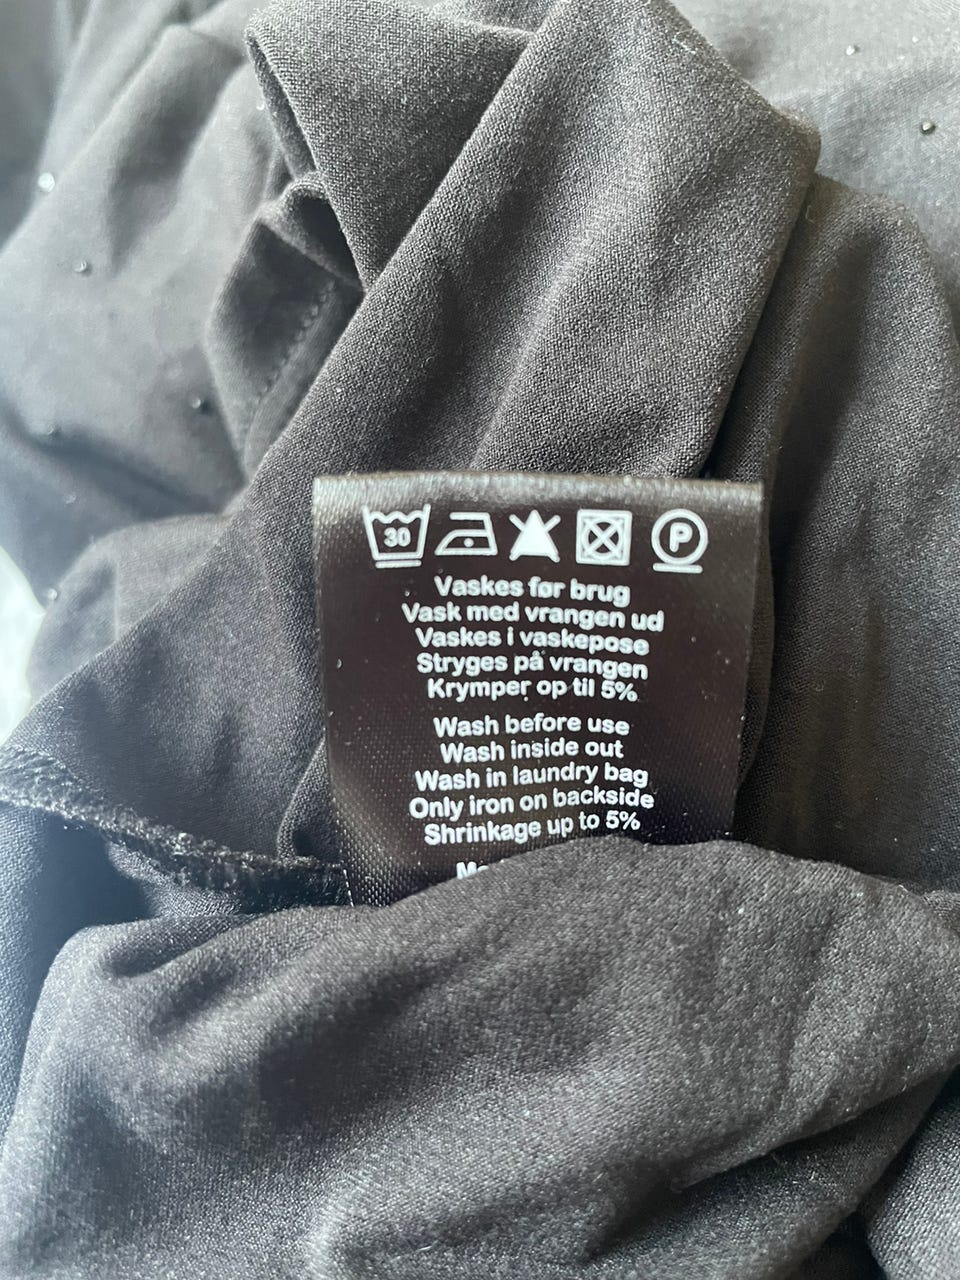 30 P
Vaskes før brug
Vask med vrangen ud
Vaskes i vaskepose
Stryges på vrangen
Krymper op til 5%
Wash before use
Wash inside out
Wash in laundry bag
Only iron on backside
Shrinkage up to 5%